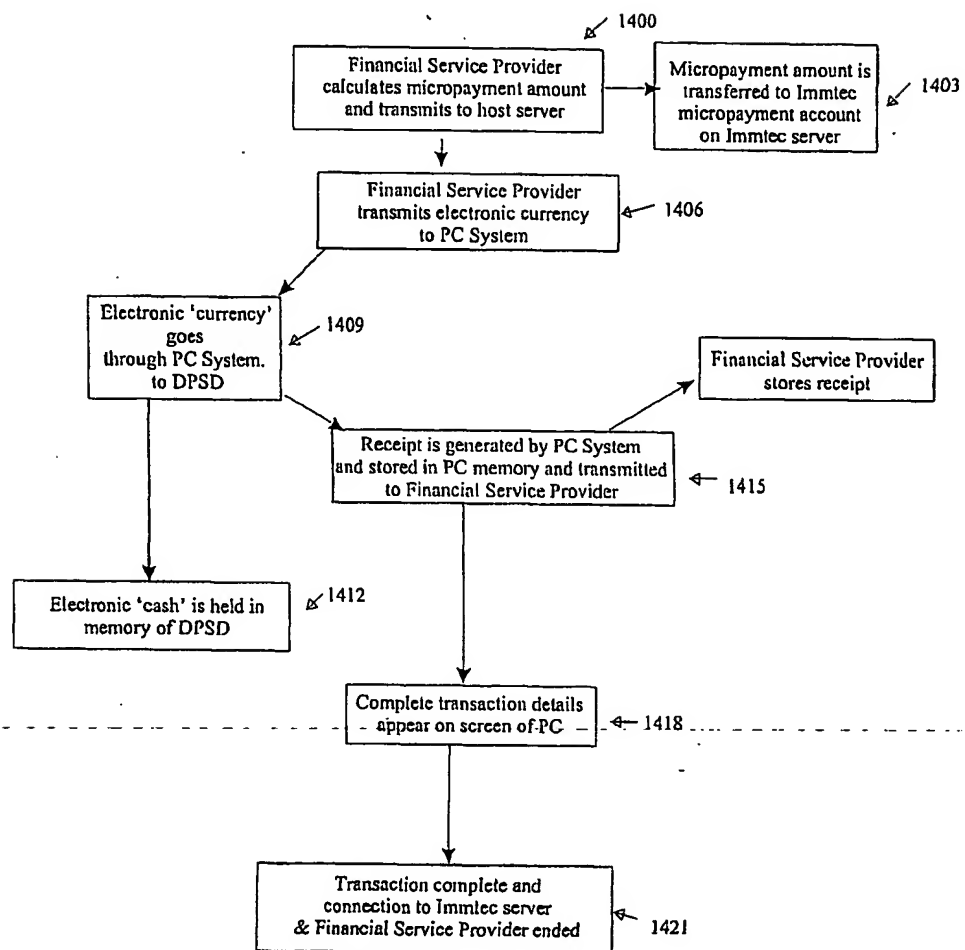 1400
Financial Service Provider
calculates micropayment amount
and transmits to host server
Micropayment amount is
transferred to Immtec
micropayment account
on Immtec server
1403
Financial Service Provider
transmits electronic currency
to PC System
1406
Electronic ‘currency’
goes
through PC System.
to DPSD
1409
Financial Service Provider
stores receipt
Receipt is generated by PC System
and stored in PC memory and transmitted
to Financial Service Provider
1415
Electronic ‘cash’ is held in
memory of DPSD
1412
Complete transaction details
appear on screen of PC
1418
Transaction complete and
connection to Immtec server
& Financial Service Provider ended
1421